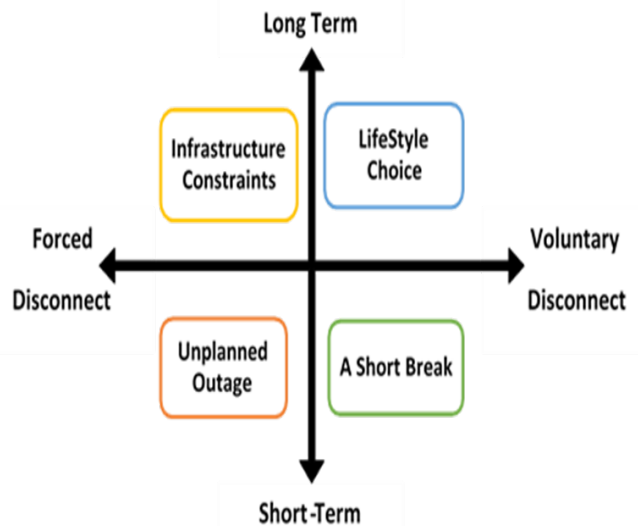 Long Term
Infrastructure
Constraints
LifeStyle
Choice
Forced
Disconnect
Voluntary
Disconnect
Unplanned
Outage
A Short Break
Short-Term